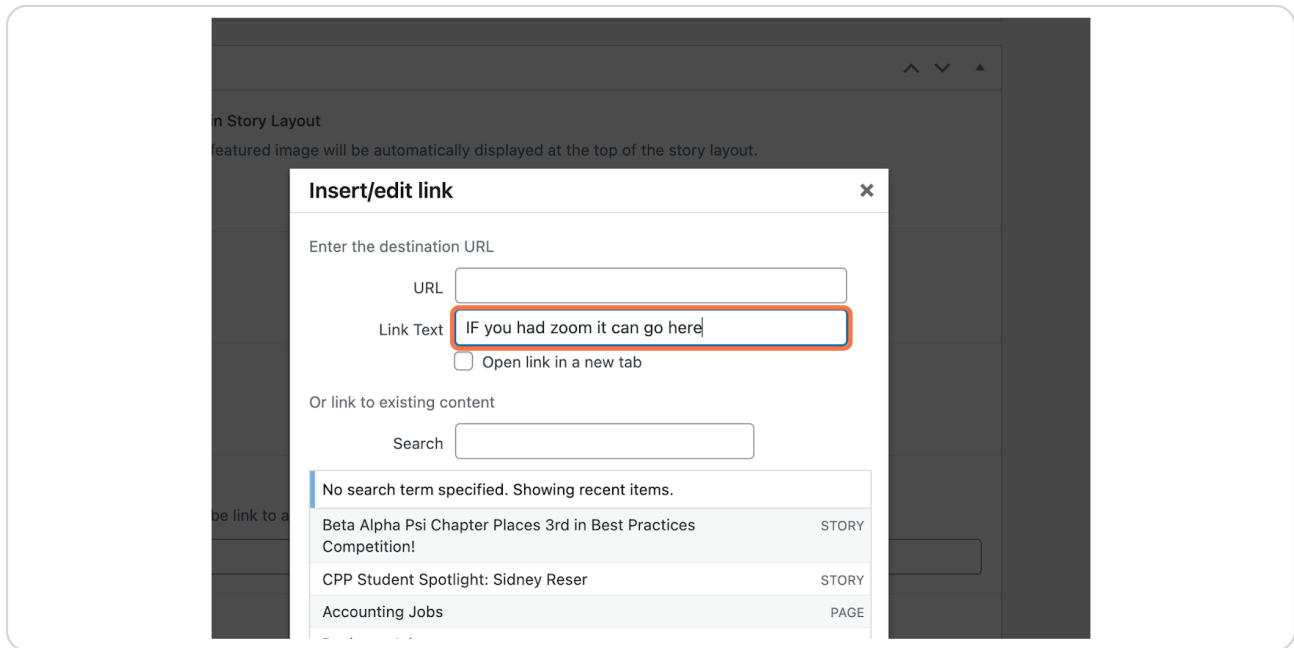 in Story Layout
featured image will be automatically displayed at the top of the story layout.
Insert/edit link
Enter the destination URL
URL
Link Text IF you had zoom it can go here
Open link in a new tab
Or link to existing content
Search
No search term specified. Showing recent items.
be link to a
Beta Alpha Psi Chapter Places 3rd in Best Practices STORY
Competition!
CPP Student Spotlight: Sidney Reser STORY
Accounting Jobs PAGE